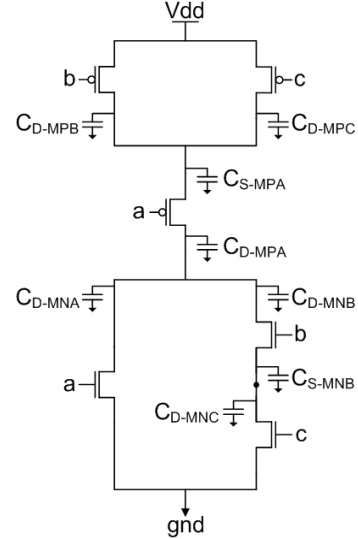 Vdd
b
c
C_D-MPB
C_D-MPC
C_S-MPA
a
C_D-MPA
C_D-MNA
C_D-MNB
b
a
C_S-MNB
C_D-MNC
c
gnd